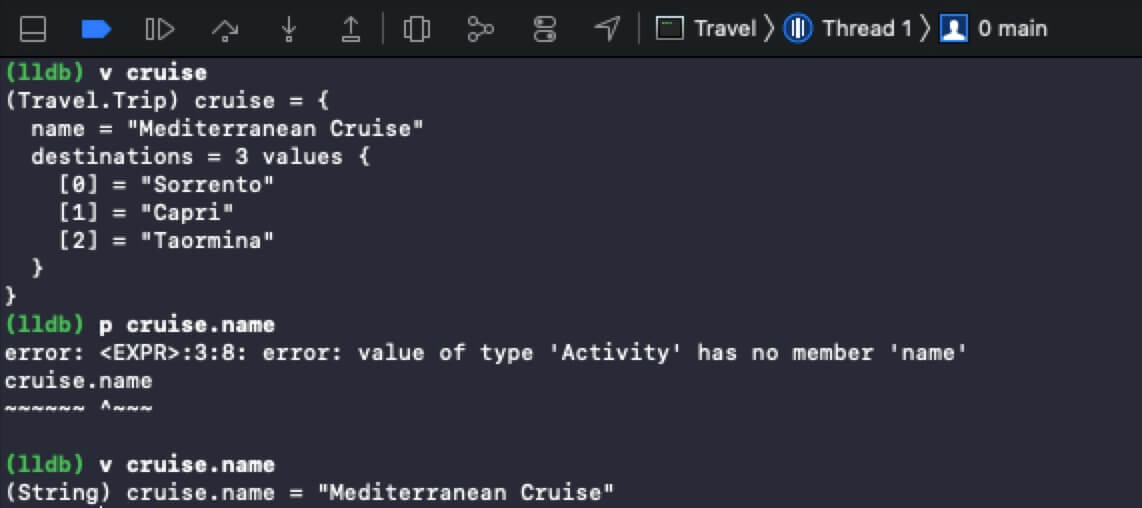 Travel 〉 Thread 1 〉 0 main
(lldb) v cruise
(Travel.Trip) cruise = {
  name = "Mediterranean Cruise"
  destinations = 3 values {
    [0] = "Sorrento"
    [1] = "Capri"
    [2] = "Taormina"
  }
}
(lldb) p cruise.name
error: <EXPR>:3:8: error: value of type 'Activity' has no member 'name'
cruise.name
~~~~~~ ^~~~
(lldb) v cruise.name
(String) cruise.name = "Mediterranean Cruise"